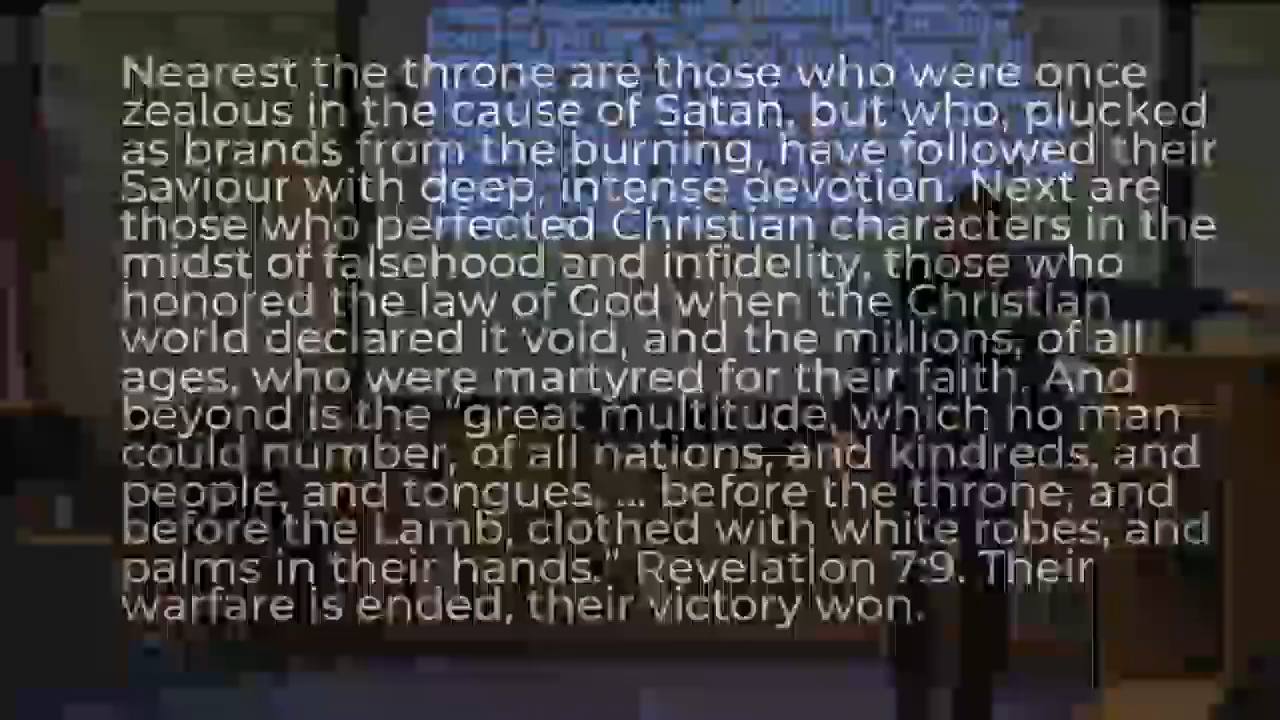 Nearest the throne are those who were once
zealous in the cause of Satan, but who, plucked
as brands from the burning, have followed their
Saviour with deep, intense devotion. Next are
those who perfected Christian characters in the
midst of falsehood and infidelity, those who
honored the law of God when the Christian
world declared it void, and the millions, of all
ages, who were martyred for their faith. And
beyond is the "great multitude, which no man
could number, of all nations, and kindreds, and
people, and tongues, ... before the throne, and
before the Lamb, clothed with white robes, and
palms in their hands." Revelation 7:9. Their
warfare is ended, their victory won.